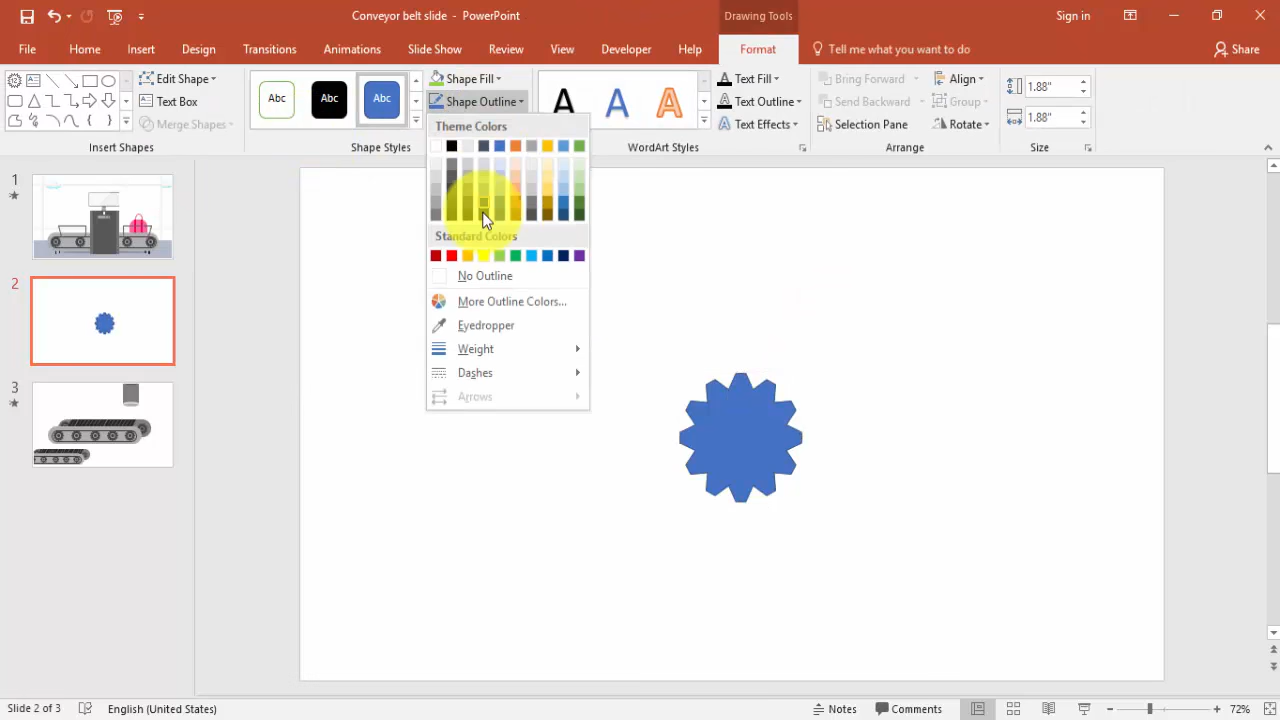 Conveyor belt slide - PowerPoint
Drawing Tools
Sign in
File Home Insert Design Transitions Animations Slide Show Review View Developer Help Format Tell me what you want to do Share
Edit Shape
Text Box
Merge Shapes
Insert Shapes
Abc Abc Abc
Shape Fill
Shape Outline
Shape Styles
A A A
Text Fill
Text Outline
Text Effects
WordArt Styles
Bring Forward
Send Backward
Selection Pane
Align
Group
Rotate
Arrange
1.88"
1.88"
Size
Theme Colors
Standard Colors
No Outline
More Outline Colors...
Eyedropper
Weight
Dashes
Arrows
1
2
3
Slide 2 of 3
English (United States)
Notes
Comments
72%